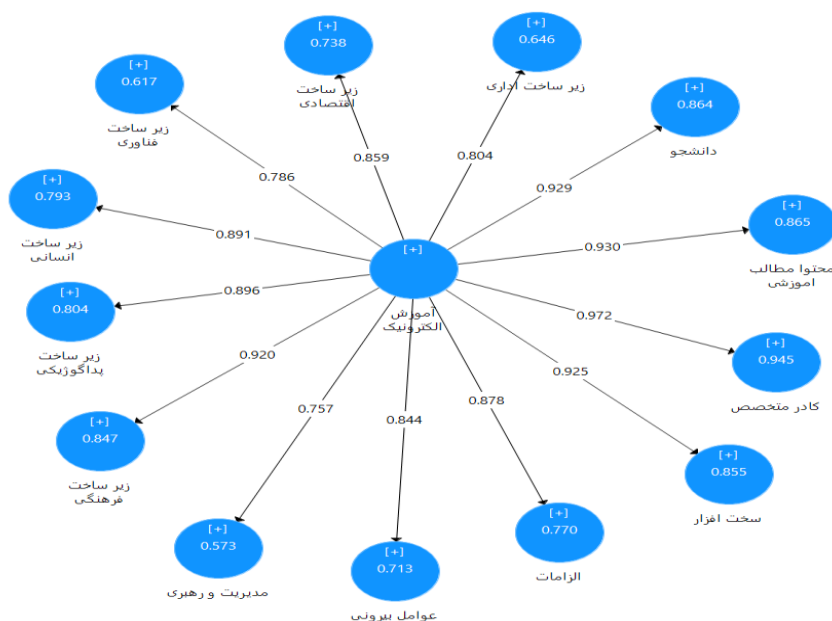 [+]
0.646
زیر ساخت اداری
[+]
0.738
زیر ساخت
اقتصادی
[+]
0.617
زیر ساخت
فناوری
[+]
0.864
دانشجو
[+]
0.793
زیر ساخت
انسانی
[+]
0.865
محتوا مطالب
اموزشی
[+]
آموزش
الکترونیک
[+]
0.804
زیر ساخت
پداگوژیکی
[+]
0.945
کادر متخصص
[+]
0.847
زیر ساخت
فرهنگی
[+]
0.855
سخت افزار
[+]
0.573
مدیریت و رهبری
[+]
0.713
عوامل بیرونی
[+]
0.770
الزامات
0.804
0.859
0.786
0.929
0.891
0.930
0.896
0.972
0.920
0.925
0.757
0.844
0.878